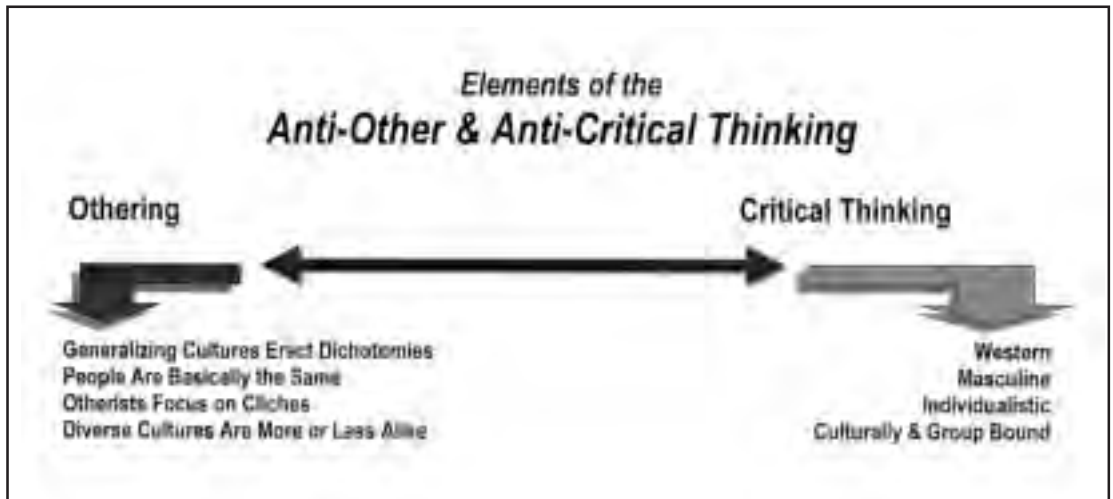 Elements of the
Anti-Other & Anti-Critical Thinking
Othering
Critical Thinking
Generalizing Cultures Erect Dichotomies
People Are Basically the Same
Otherists Focus on Cliches
Diverse Cultures Are More or Less Alike
Western
Masculine
Individualistic
Culturally & Group Bound